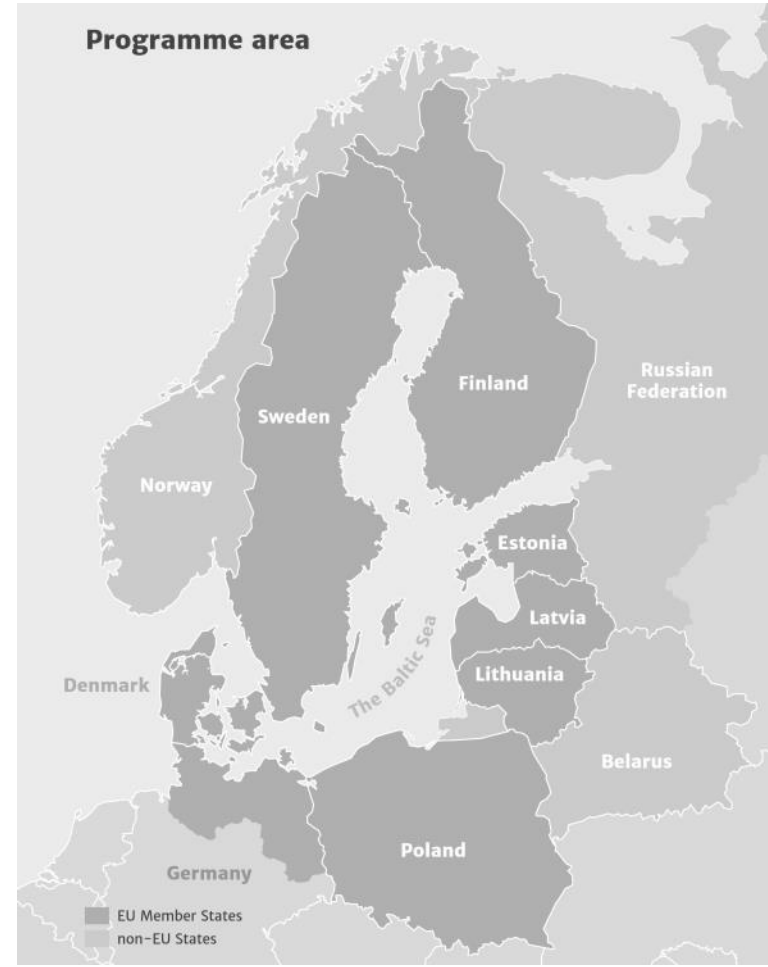 Programme area
Finland
Russian
Federation
Sweden
Norway
Estonia
Latvia
The Baltic Sea
Denmark
Lithuania
Belarus
Poland
Germany
EU Member States
non-EU States